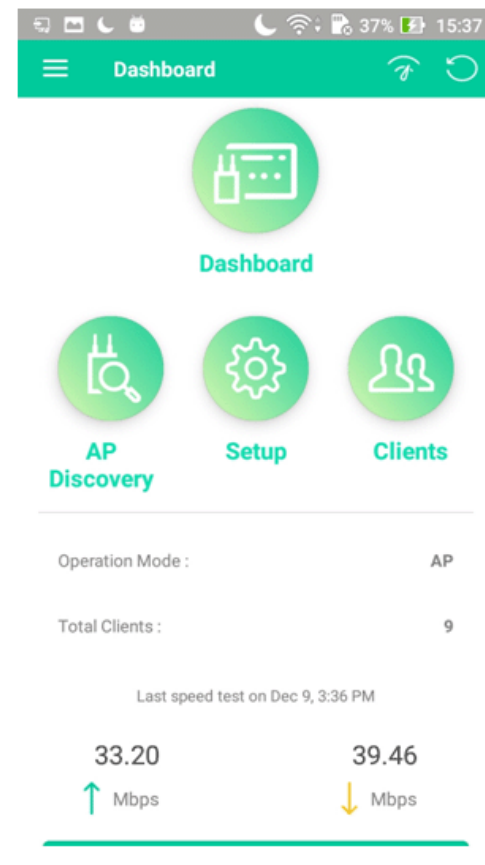 37% 15:37
Dashboard
Dashboard
AP
Discovery
Setup
Clients
Operation Mode : AP
Total Clients : 9
Last speed test on Dec 9, 3:36 PM
33.20 39.46
Mbps Mbps